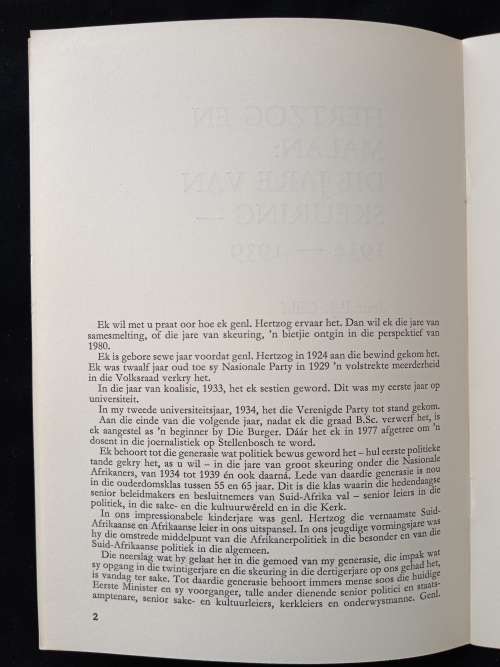 Ek wil met u praat oor hoe ek genl. Hertzog ervaar het. Dan wil ek die jare van
samesmelting, of die jare van skeuring, 'n bietjie ontgin in die perspektief van
1980.
Ek is gebore sewe jaar voordat genl. Hertzog in 1924 aan die bewind gekom het.
Ek was twaalf jaar oud toe sy Nasionale Party in 1929 'n volstrekte meerderheid
in die Volksraad verkry het.
In die jaar van koalisie, 1933, het ek sestien geword. Dit was my eerste jaar op
universiteit.
In my tweede universiteitsjaar, 1934, het die Verenigde Party tot stand gekom.
Aan die einde van die volgende jaar, nadat ek die graad B.Sc. verwerf het, is
ek aangestel as 'n beginner by Die Burger. Dáár het ek in 1977 afgetree om 'n
dosent in die joernalistiek op Stellenbosch te word.
Ek behoort tot die generasie wat politiek bewus geword het – hul eerste politieke
tande gekry het, as u wil – in die jare van groot skeuring onder die Nasionale
Afrikaners, van 1934 tot 1939 én ook daarná. Lede van daardie generasie is nou
in die ouderdomsklas tussen 55 en 65 jaar. Dit is die klas waarin die hedendaagse
senior beleidmakers en besluitnemers van Suid-Afrika val – senior leiers in die
politiek, in die sake- en die kultuurwêreld en in die Kerk.
In ons impressionabele kinderjare was genl. Hertzog die vernaamste Suid-
Afrikaanse en Afrikaanse leier in ons uitspansel. In ons jeugdige vormingsjare was
hy die omstrede middelpunt van die Afrikanerpolitiek in die besonder en van die
Suid-Afrikaanse politiek in die algemeen.
Die neerslag wat hy gelaat het in die gemoed van my generasie, die impak wat
sy opgang in die twintigerjare en die skeuring in die dertigerjare op ons gehad het,
is vandag ter sake. Tot daardie generasie behoort immers mense soos die huidige
Eerste Minister en sy voorganger, talle ander dienende senior politici en staats-
amptenare, senior sake- en kultuurleiers, kerkleiers en onderwysmanne. Genl.
2
HERTZOG EN
MALAN:
DIE JARE VAN
SKEURING —
1934 — 1939